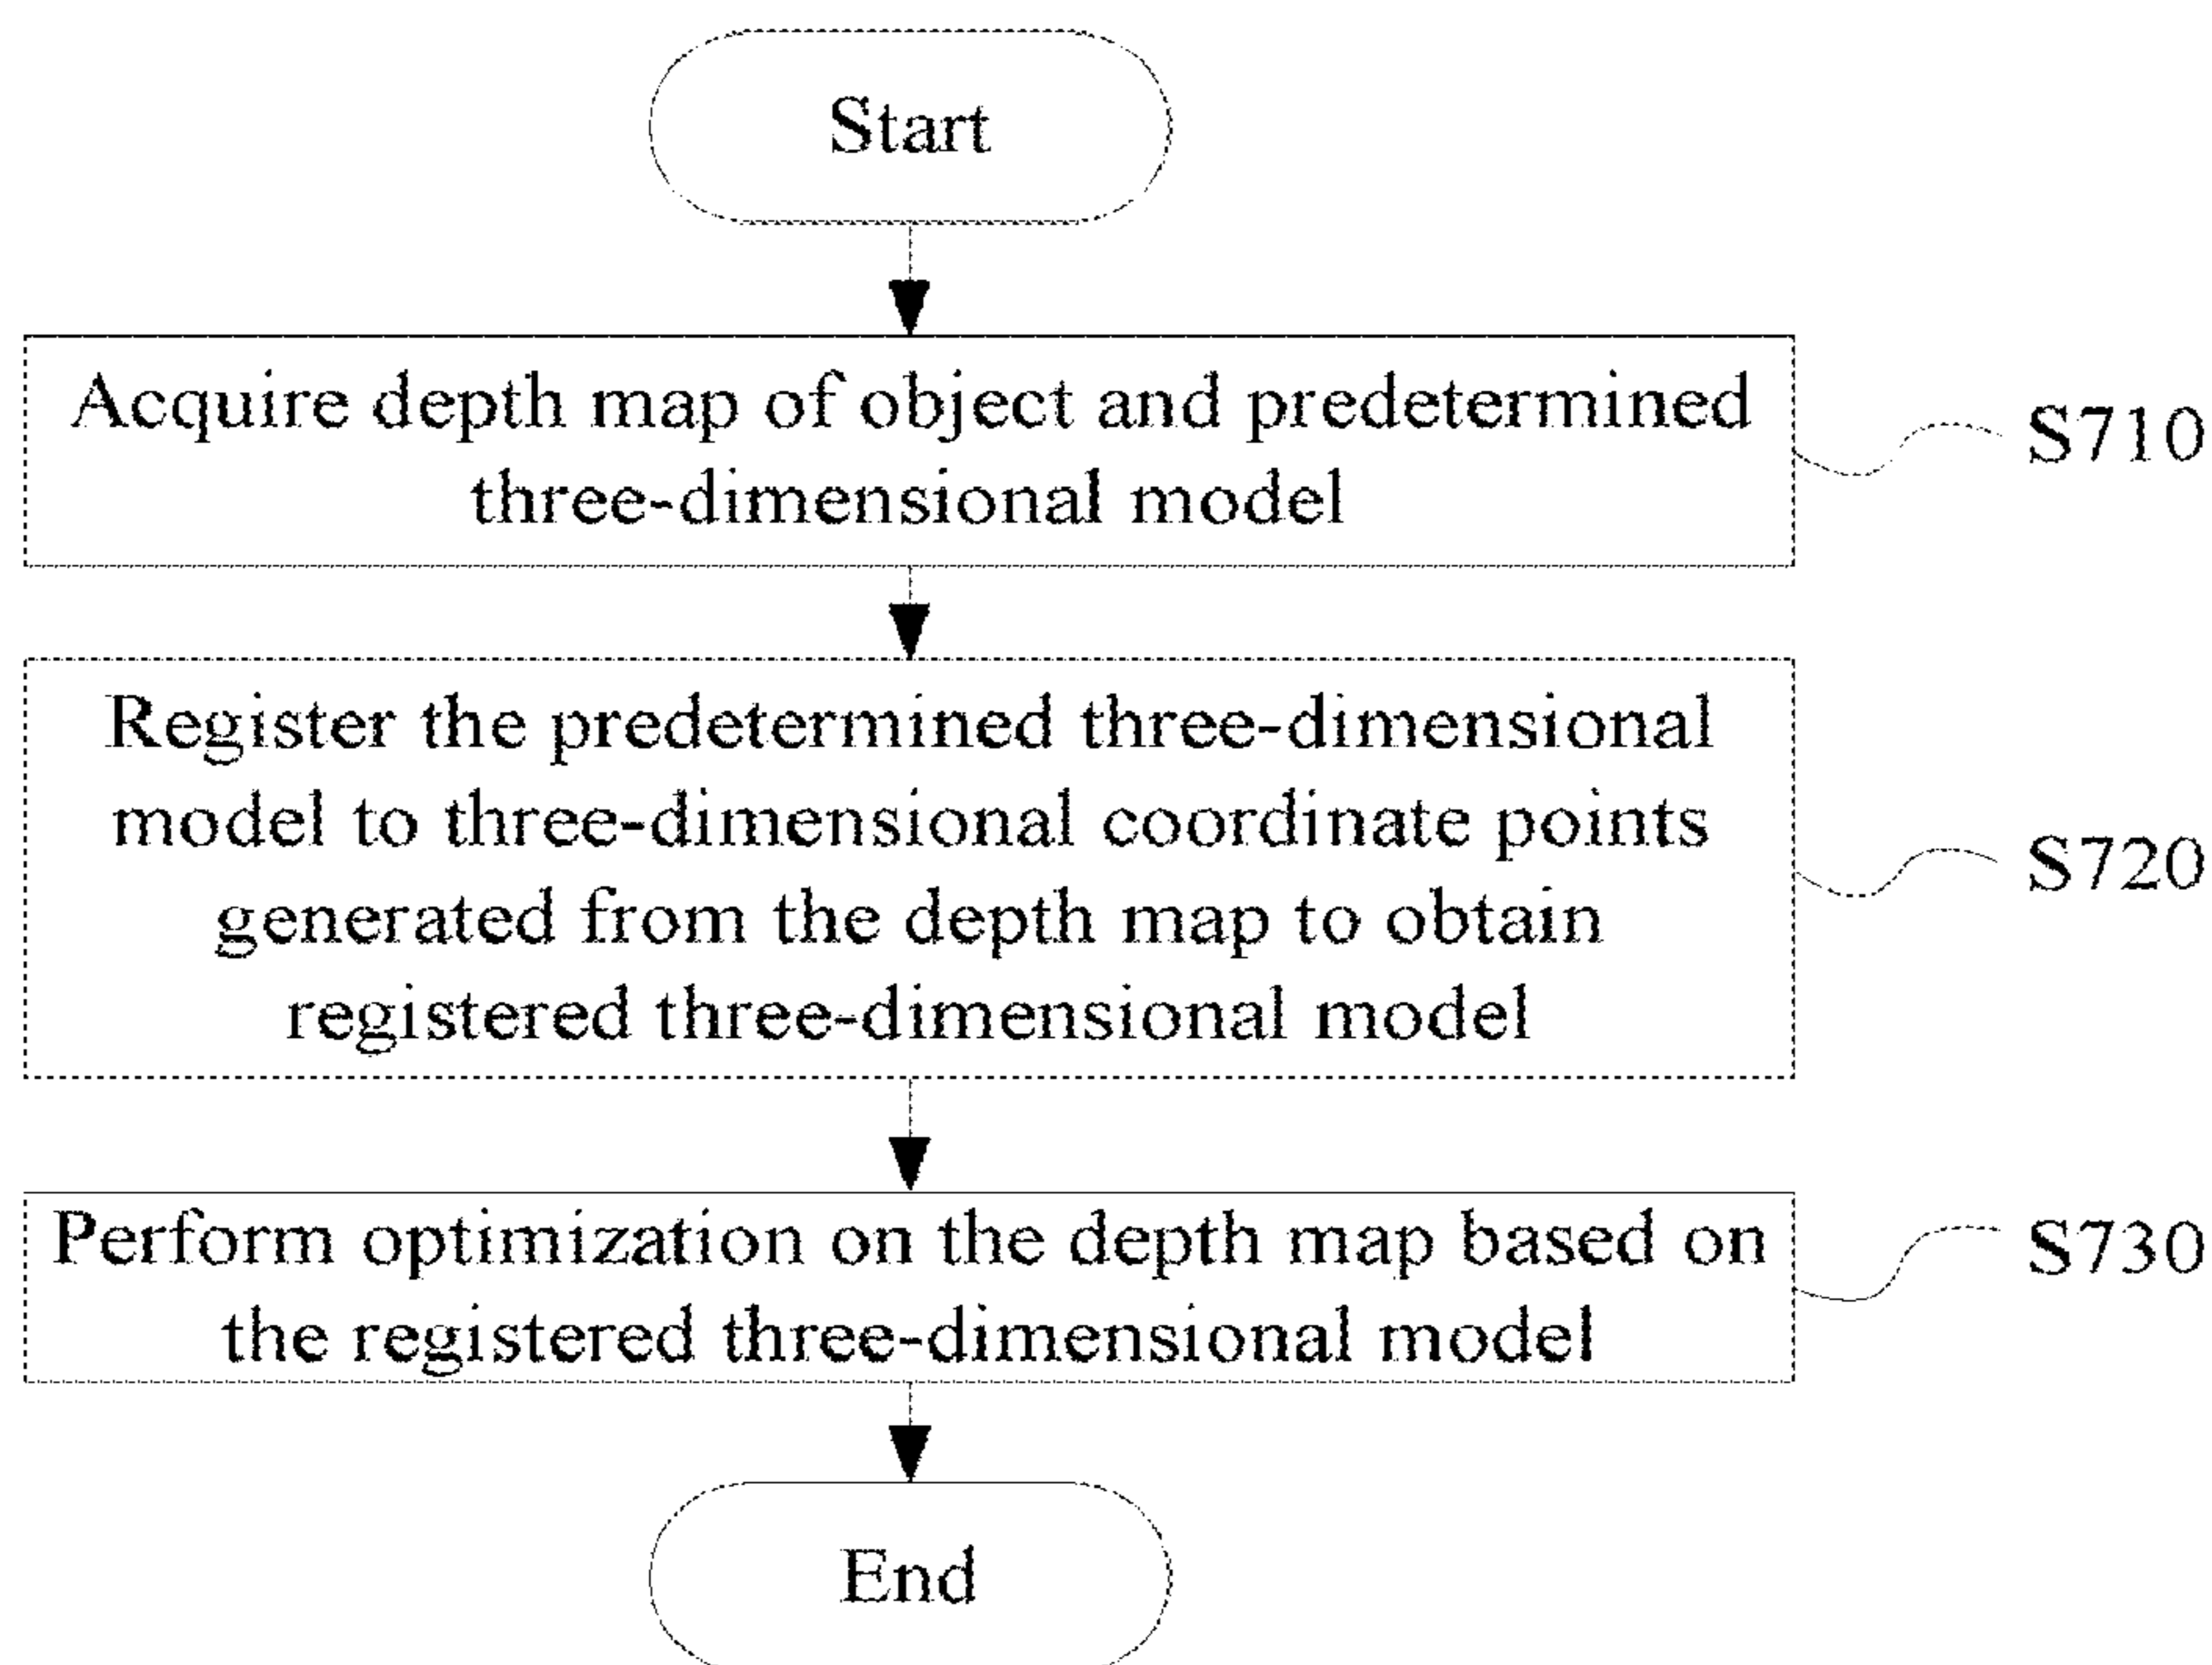 Start
Acquire depth map of object and predetermined
three-dimensional model
S710
Register the predetermined three-dimensional
model to three-dimensional coordinate points
generated from the depth map to obtain
registered three-dimensional model
S720
Perform optimization on the depth map based on
the registered three-dimensional model
S730
End